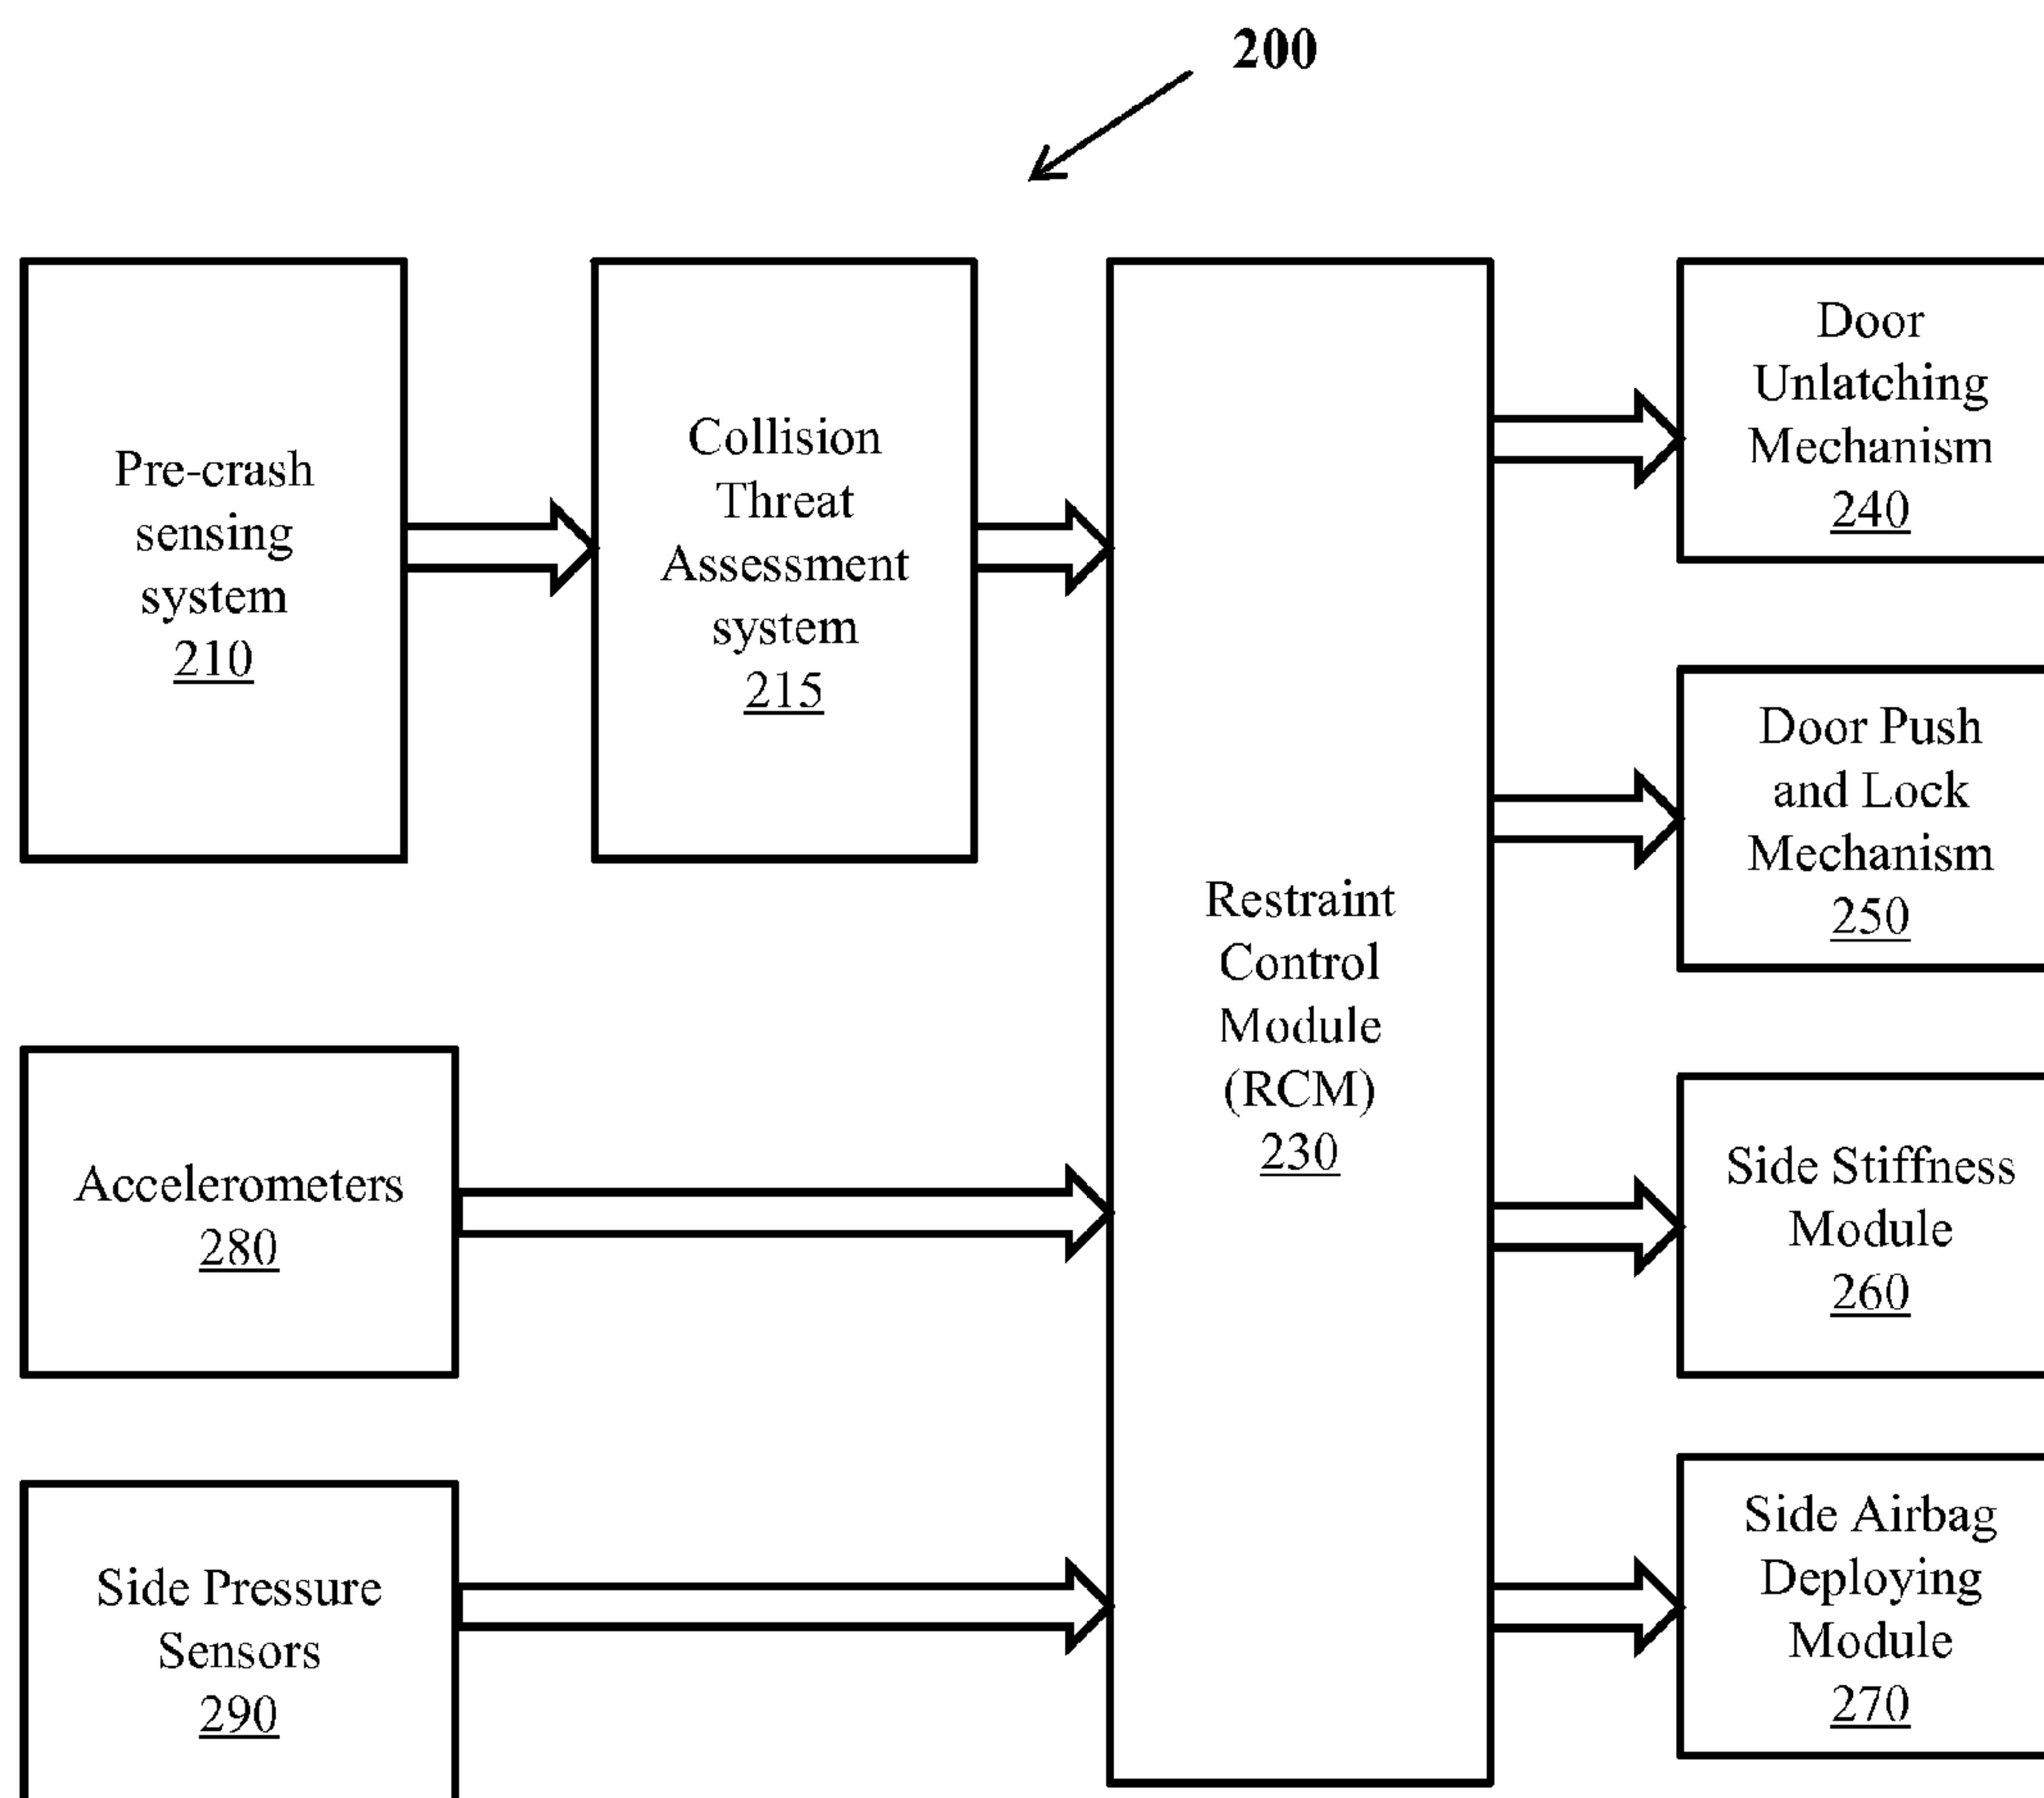 200
Pre-crash
sensing
system
210
Collision
Threat
Assessment
system
215
Restraint
Control
Module
(RCM)
230
Door
Unlatching
Mechanism
240
Door Push
and Lock
Mechanism
250
Side Stiffness
Module
260
Side Airbag
Deploying
Module
270
Accelerometers
280
Side Pressure
Sensors
290